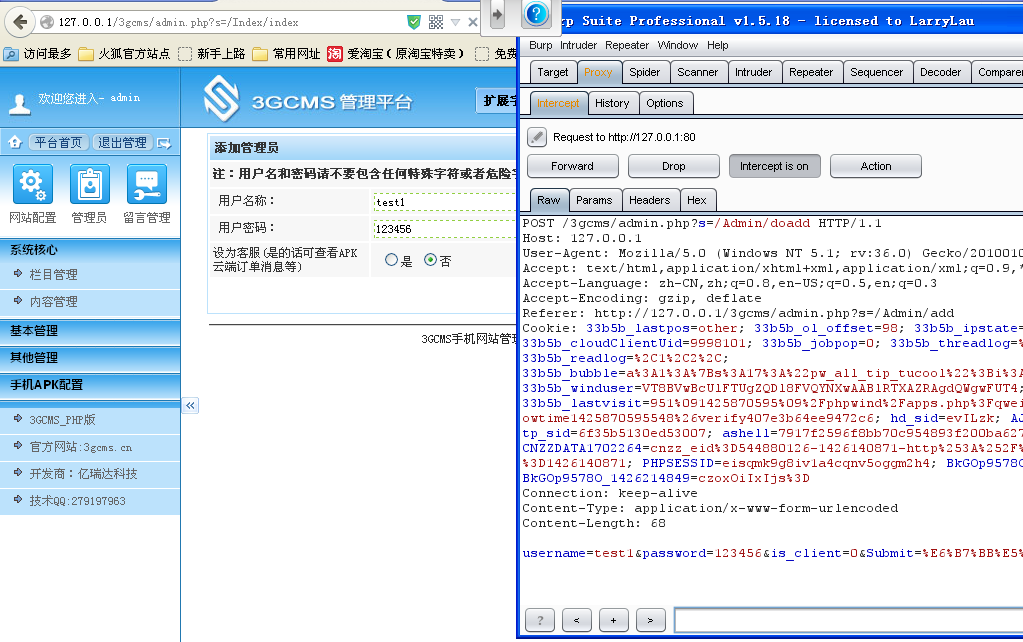 127.0.0.1/3gcms/admin.php?s=/Index/index
访问最多 火狐官方站点 新手上路 常用网址 淘 爱淘宝（原淘宝特卖） 免费
欢迎您进入- admin
3GCMS 管理平台
扩展字
平台首页 退出管理
网站配置 管理员 留言管理
系统核心
栏目管理
内容管理
基本管理
其他管理
手机APK配置
3GCMS_PHP版
官方网站:3gcms.cn
开发商：亿瑞达科技
技术QQ:279197963
添加管理员
注：用户名和密码请不要包含任何特殊字符或者危险字
用户名称： test1
用户密码： 123456
设为客服(是的话可查看APK
云端订单消息等）
是 否
3GCMS手机网站管理
rp Suite Professional v1.5.18 - licensed to LarryLau
Burp Intruder Repeater Window Help
Target Proxy Spider Scanner Intruder Repeater Sequencer Decoder Comparer
Intercept History Options
Request to http://127.0.0.1:80
Forward Drop Intercept is on Action
Raw Params Headers Hex
POST /3gcms/admin.php?s=/Admin/doadd HTTP/1.1
Host: 127.0.0.1
User-Agent: Mozilla/5.0 (Windows NT 5.1; rv:36.0) Gecko/2010010
Accept: text/html,application/xhtml+xml,application/xml;q=0.9,*
Accept-Language: zh-CN,zh;q=0.8,en-US;q=0.5,en;q=0.3
Accept-Encoding: gzip, deflate
Referer: http://127.0.0.1/3gcms/admin.php?s=/Admin/add
Cookie: 33b5b_lastpos=other; 33b5b_ol_offset=98; 33b5b_ipstate=
33b5b_cloudClientUid=9998101; 33b5b_jobpop=0; 33b5b_threadlog=%
33b5b_readlog=%2C1%2C2%2C;
33b5b_bubble=a%3A1%3A%7Bs%3A17%3A%22pw_all_tip_tucool%22%3Bi%3A
33b5b_winduser=VT8BVwBcU1FTUgZQD18FVQYNXwAAB1RTXAZRAgdQWgwFUT4%
33b5b_lastvisit=951%091425870595%09%2Fphpwind%2Fapps.php%3Fqwei
owtime1425870595548%26verify407e3b64ee9472c6; hd_sid=evILzk; AJ
tp_sid=6f35b5130ed53007; ashell=7917f2596f8bb70c954893f200ba627
CNZZDATA1702264=cnzz_eid%3D544880126-1426140871-http%253A%252F%
%3D1426140871; PHPSESSID=eisqmk9g8iv1a4cqnv5oggm2h4; BkGOp9578O
BkGOp9578O_1426214849=czoxOiIxIjs%3D
Connection: keep-alive
Content-Type: application/x-www-form-urlencoded
Content-Length: 68
username=test1&password=123456&is_client=0&Submit=%E6%B7%BB%E5%
? < + >